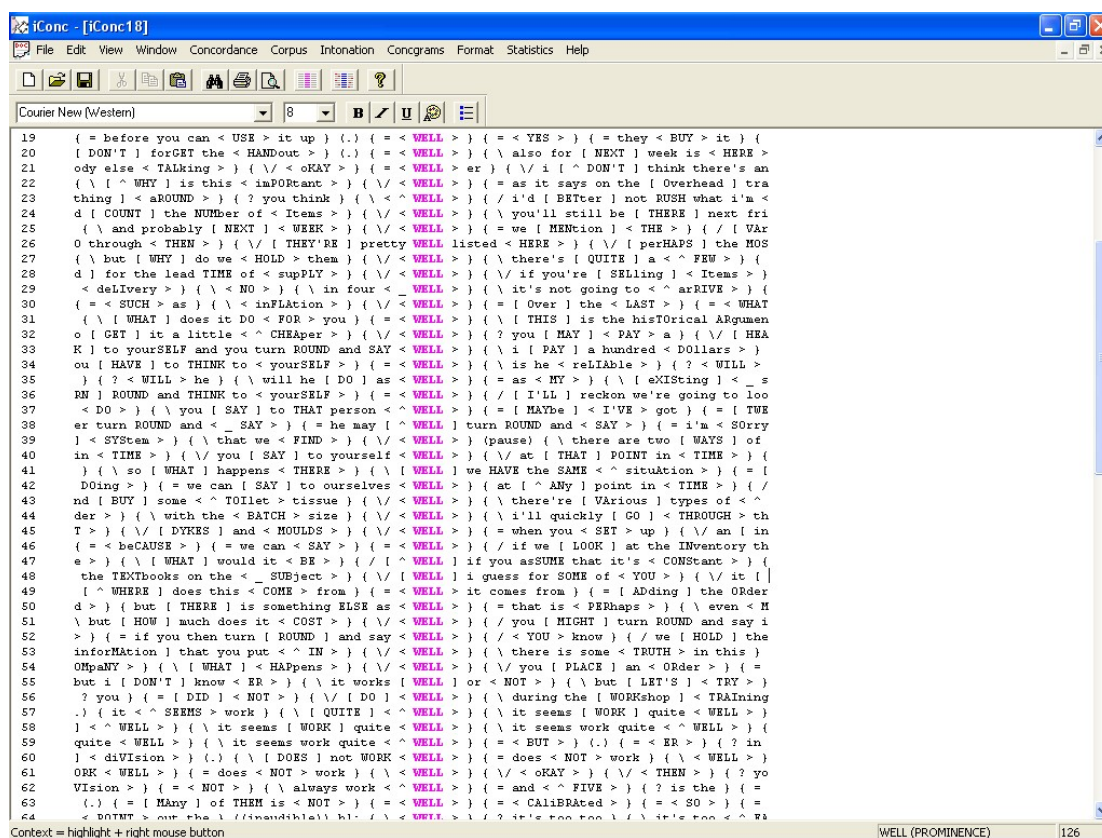 iConc - [iConc18]
File Edit View Window Concordance Corpus Intonation Concgrams Format Statistics Help
Courier New (Western) 8 B I U
19 { = before you can < USE > it up } (.) { = < WELL > } { = < YES > } { = they < BUY > it } {
20 [ DON'T ] forGET the < HANDout > } (.) { = < WELL > } { \ also for [ NEXT ] week is < HERE >
21 ody else < TALking > } { \/ < oKAY > } { = < WELL > er } { \/ i [ ^ DON'T ] think there's an
22 { \ [ ^ WHY ] is this < imPORtant > } { \/ < WELL > } { = as it says on the [ Overhead ] tra
23 thing ] < aROUND > } { ? you think } { \ < ^ WELL > } { / i'd [ BETter ] not RUSH what i'm <
24 d [ COUNT ] the NUMber of < Items > } { \/ < WELL > } { \ you'll still be [ THERE ] next fri
25 { \ and probably [ NEXT ] < WEEK > } { \/ < WELL > } { = we [ MENtion ] < THE > } { / [ VAr
26 O through < THEN > } { \/ [ THEY'RE ] pretty WELL listed < HERE > } { \/ [ perHAPS ] the MOS
27 { \ but [ WHY ] do we < HOLD > them } { \/ < WELL > } { \ there's [ QUITE ] a < ^ FEW > } {
28 d ] for the lead TIME of < supPLY > } { \/ < WELL > } { \/ if you're [ SELling ] < Items > }
29 < deLIvery > } { \ < NO > } { \ in four < _ WELL > } { \ it's not going to < ^ arRIVE > } {
30 { = < SUCH > as } { \ < inFLAtion > } { \/ < WELL > } { = [ Over ] the < LAST > } { = < WHAT
31 { \ [ WHAT ] does it DO < FOR > you } { = < WELL > } { \ [ THIS ] is the hisTOrical ARgumen
32 o [ GET ] it a little < ^ CHEAper > } { \/ < WELL > } { ? you [ MAY ] < PAY > a } { \/ [ HEA
33 K ] to yourSELF and you turn ROUND and SAY < WELL > } { \ i [ PAY ] a hundred < DOllars > }
34 ou [ HAVE ] to THINK to < yourSELF > } { = < WELL > } { \ is he < reLIAble > } { ? < WILL >
35 } { ? < WILL > he } { \ will he [ DO ] as < WELL > } { = as < MY > } { \ [ eXISting ] < _ s
36 RN ] ROUND and THINK to < yourSELF > } { = < WELL > } { / [ I'LL ] reckon we're going to loo
37 < DO > } { \ you [ SAY ] to THAT person < ^ WELL > } { = [ MAYbe ] < I'VE > got } { = [ TWE
38 er turn ROUND and < _ SAY > } { = he may [ ^ WELL ] turn ROUND and < SAY > } { = i'm < SOrry
39 ] < SYStem > } { \ that we < FIND > } { \/ < WELL > } (pause) { \ there are two [ WAYS ] of
40 in < TIME > } { \/ you [ SAY ] to yourself < WELL > } { \/ at [ THAT ] POINT in < TIME > } {
41 } { \ so [ WHAT ] happens < THERE > } { \ [ WELL ] we HAVE the SAME < ^ situAtion > } { = [
42 DOing > } { = we can [ SAY ] to ourselves < WELL > } { at [ ^ ANy ] point in < TIME > } { /
43 nd [ BUY ] some < ^ TOIlet > tissue } { \/ < WELL > } { \ there're [ VArious ] types of < ^
44 der > } { \ with the < BATCH > size } { \/ < WELL > } { \ i'll quickly [ GO ] < THROUGH > th
45 T > } { \/ [ DYKES ] and < MOULDS > } { \/ < WELL > } { = when you < SET > up } { \/ an [ in
46 { = < beCAUSE > } { = we can < SAY > } { = < WELL > } { / if we [ LOOK ] at the INventory th
47 e > } { \ [ WHAT ] would it < BE > } { / [ ^ WELL ] if you asSUME that it's < CONStant > } {
48 the TEXTbooks on the < _ SUBject > } { \/ [ WELL ] i guess for SOME of < YOU > } { \/ it [
49 [ ^ WHERE ] does this < COME > from } { = < WELL > it comes from } { = [ ADding ] the ORder
50 d > } { but [ THERE ] is something ELSE as < WELL > } { = that is < PERhaps > } { \ even < M
51 \ but [ HOW ] much does it < COST > } { \/ < WELL > } { / you [ MIGHT ] turn ROUND and say i
52 > } { = if you then turn [ ROUND ] and say < WELL > } { / < YOU > know } { / we [ HOLD ] the
53 inforMAtion ] that you put < ^ IN > } { \/ < WELL > } { \ there is some < TRUTH > in this }
54 OMpaNY > } { \ [ WHAT ] < HAPpens > } { \/ < WELL > } { \/ you [ PLACE ] an < ORder > } { =
55 but i [ DON'T ] know < ER > } { \ it works [ WELL ] or < NOT > } { \ but [ LET'S ] < TRY > }
56 ? you } { = [ DID ] < NOT > } { \/ [ DO ] < WELL > } { \ during the [ WORKshop ] < TRAIning
57 .) { it < ^ SEEMS > work } { \ [ QUITE ] < ^ WELL > } { \ it seems [ WORK ] quite < WELL > }
58 ] < ^ WELL > } { \ it seems [ WORK ] quite < WELL > } { \ it seems work quite < ^ WELL > } {
59 quite < WELL > } { \ it seems work quite < ^ WELL > } { = < BUT > } (.) { = < ER > } { ? in
60 ] < diVIsion > } (.) { \ [ DOES ] not WORK < WELL > } { = does < NOT > work } { \ < WELL > }
61 ORK < WELL > } { = does < NOT > work } { \ < WELL > } { \/ < oKAY > } { \/ < THEN > } { ? yo
62 VIsion > } { = < NOT > } { \ always work < ^ WELL > } { = and < ^ FIVE > } { ? is the } { =
63 (.) { = [ MAny ] of THEM is < NOT > } { = < WELL > } { = < CAliBRAted > } { = < SO > } { =
64 < POINT > out the } ((inaudible)) b1: { \ < WELL > } { ? it's too too } { \ it's too < ^ FA
Context = highlight + right mouse button WELL (PROMINENCE) 126